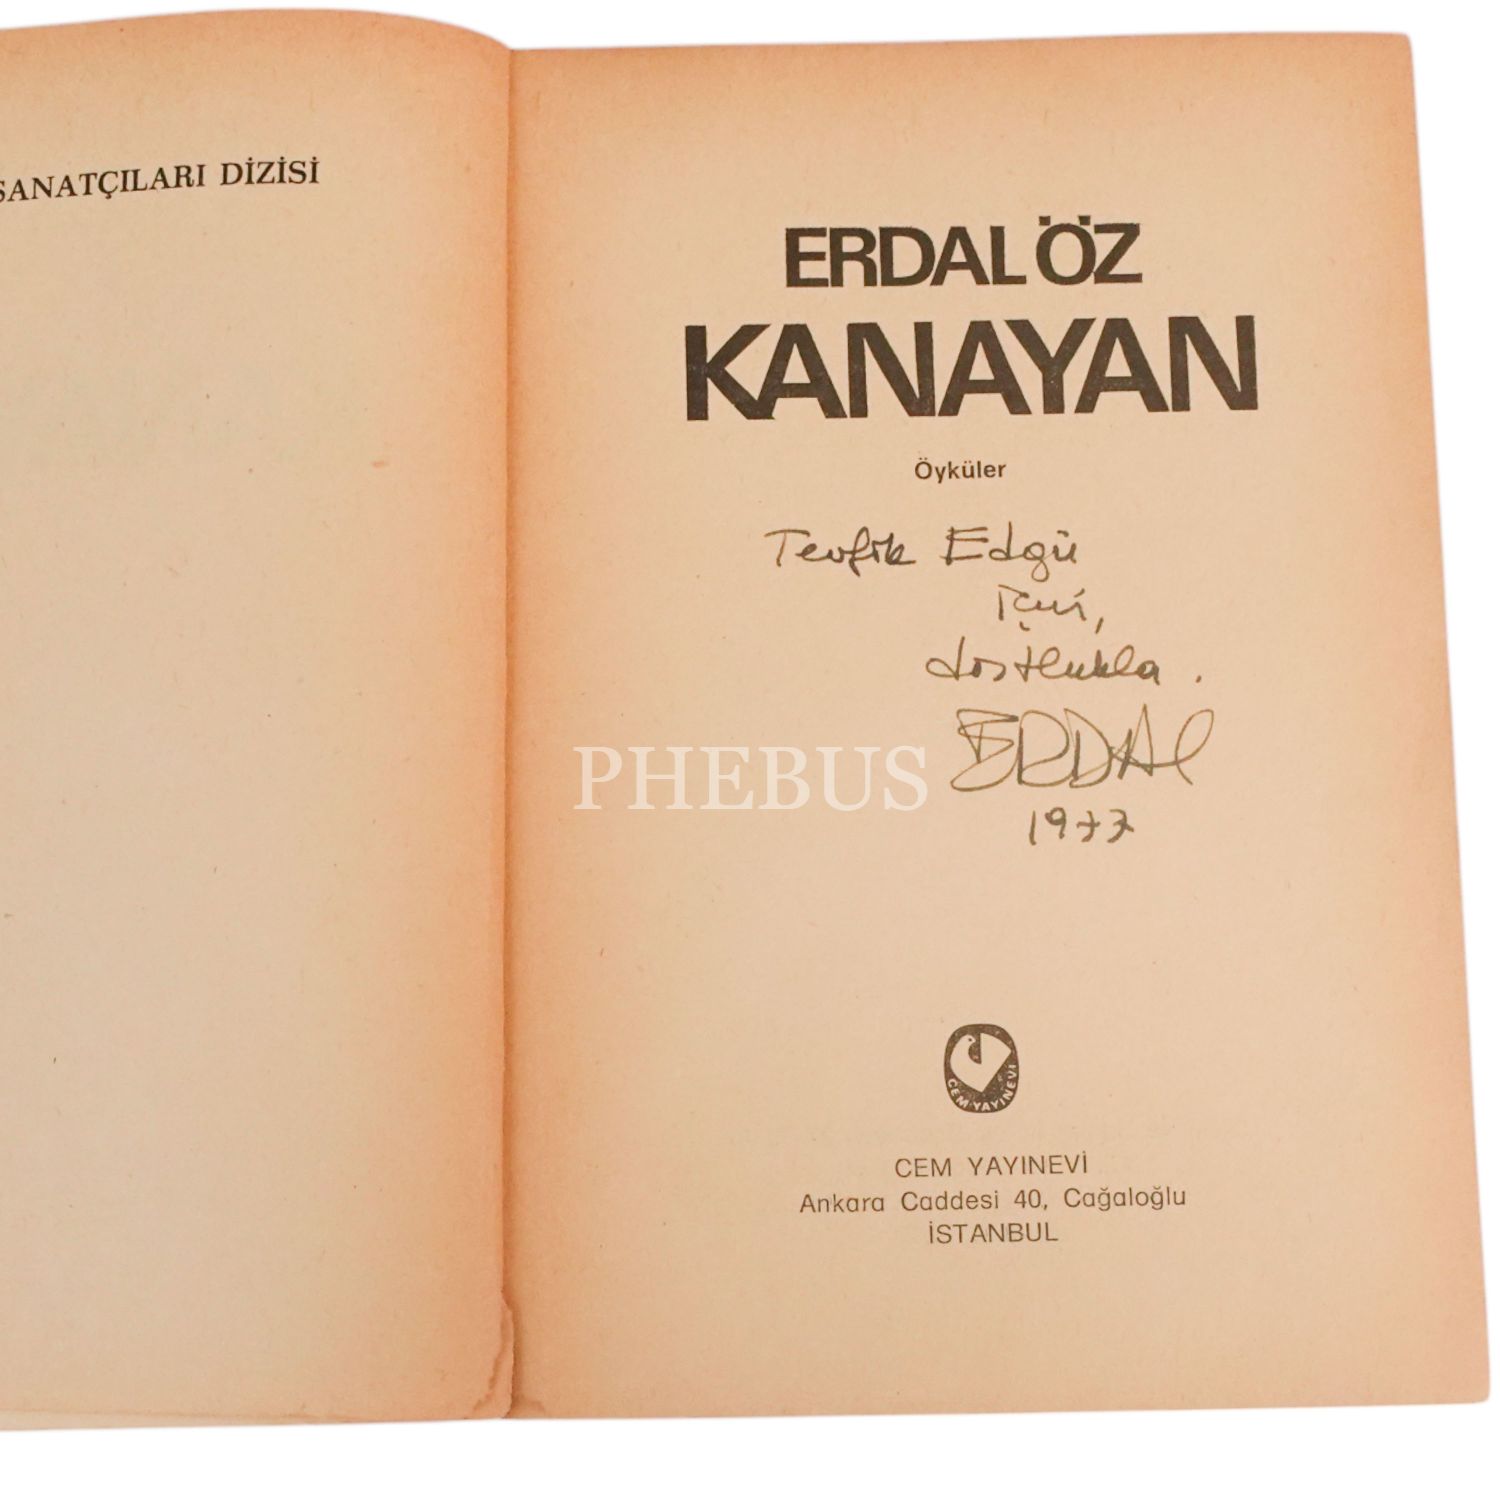 SANATÇILARI DİZİSİ
ERDAL ÖZ
KANAYAN
Öyküler
Tevfik Edgü
için,
dostlukla.
ERDAL
1977
PHEBUS
CEM YAYINEVİ
CEM YAYINEVİ
Ankara Caddesi 40, Cağaloğlu
İSTANBUL